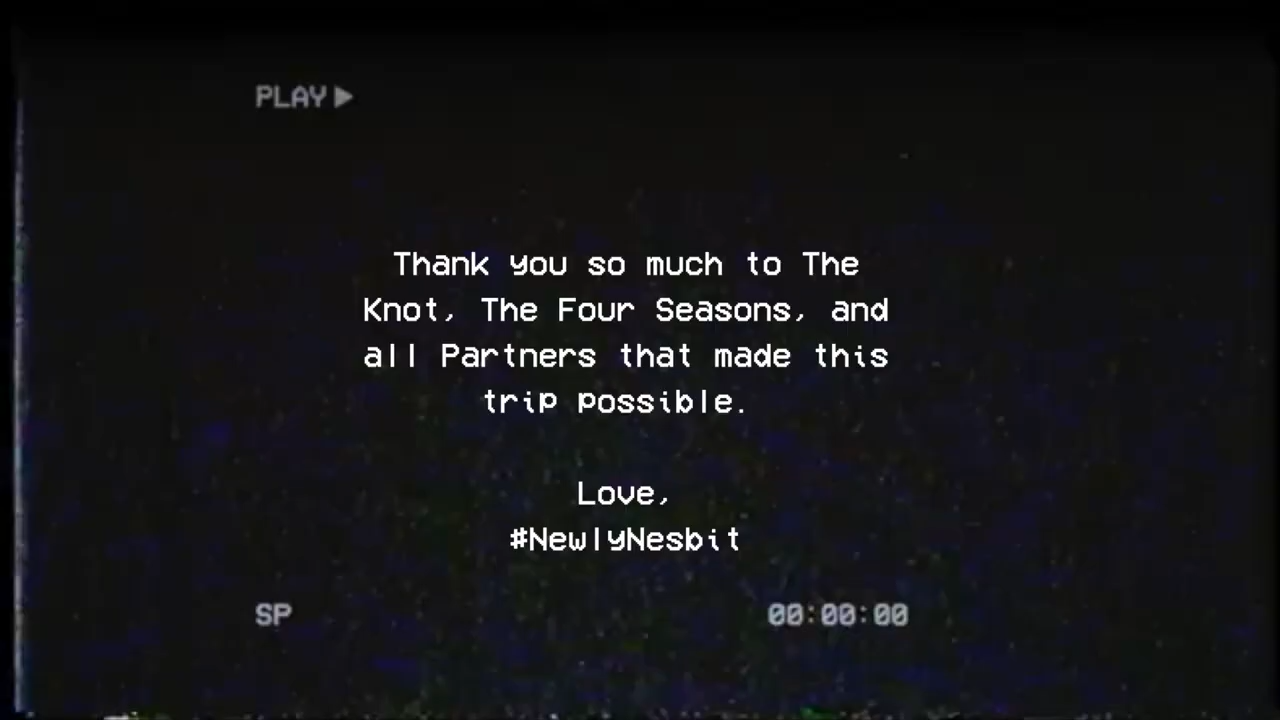 PLAY▶
Thank you so much to The
Knot, The Four Seasons, and
all Partners that made this
trip possible.
Love,
#NewlyNesbit
SP
00:00:00